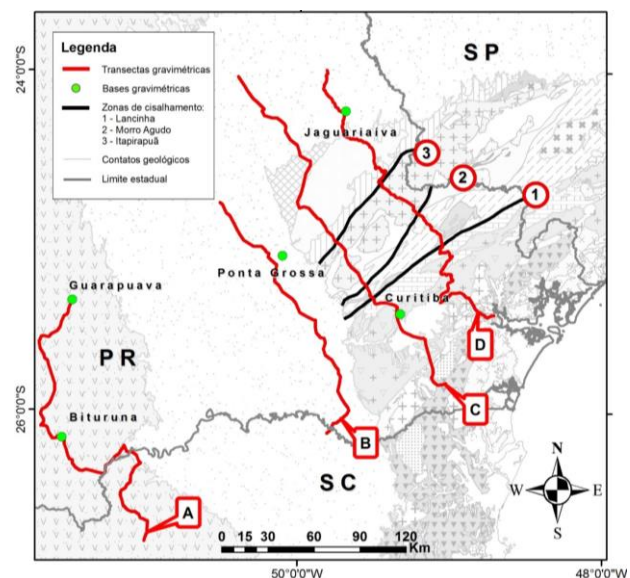 Legenda
Transectas gravimétricas
Bases gravimétricas
Zonas de cisalhamento:
1 - Lancinha
2 - Morro Agudo
3 - Itapirapuã
Contatos geológicos
Limite estadual
SP
24°0'0"S
Jaguariaíva
3
2
1
Ponta Grossa
Guarapuava
Curitiba
PR
D
C
26°0'0"S
Bituruna
B
SC
A
N
W
E
S
0 15 30 60 90 120
Km
50°0'0"W
48°0'0"W